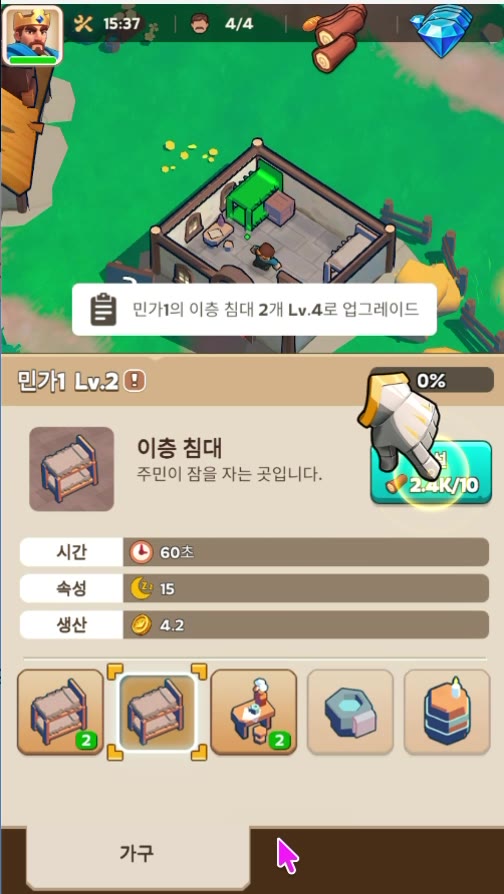 15:37
4/4
민가1의 이층 침대 2개 Lv.4로 업그레이드
민가1 Lv.2
0%
이층 침대
주민이 잠을 자는 곳입니다.
2.4K/10
시간 60초
속성 15
생산 4.2
2 2
가구